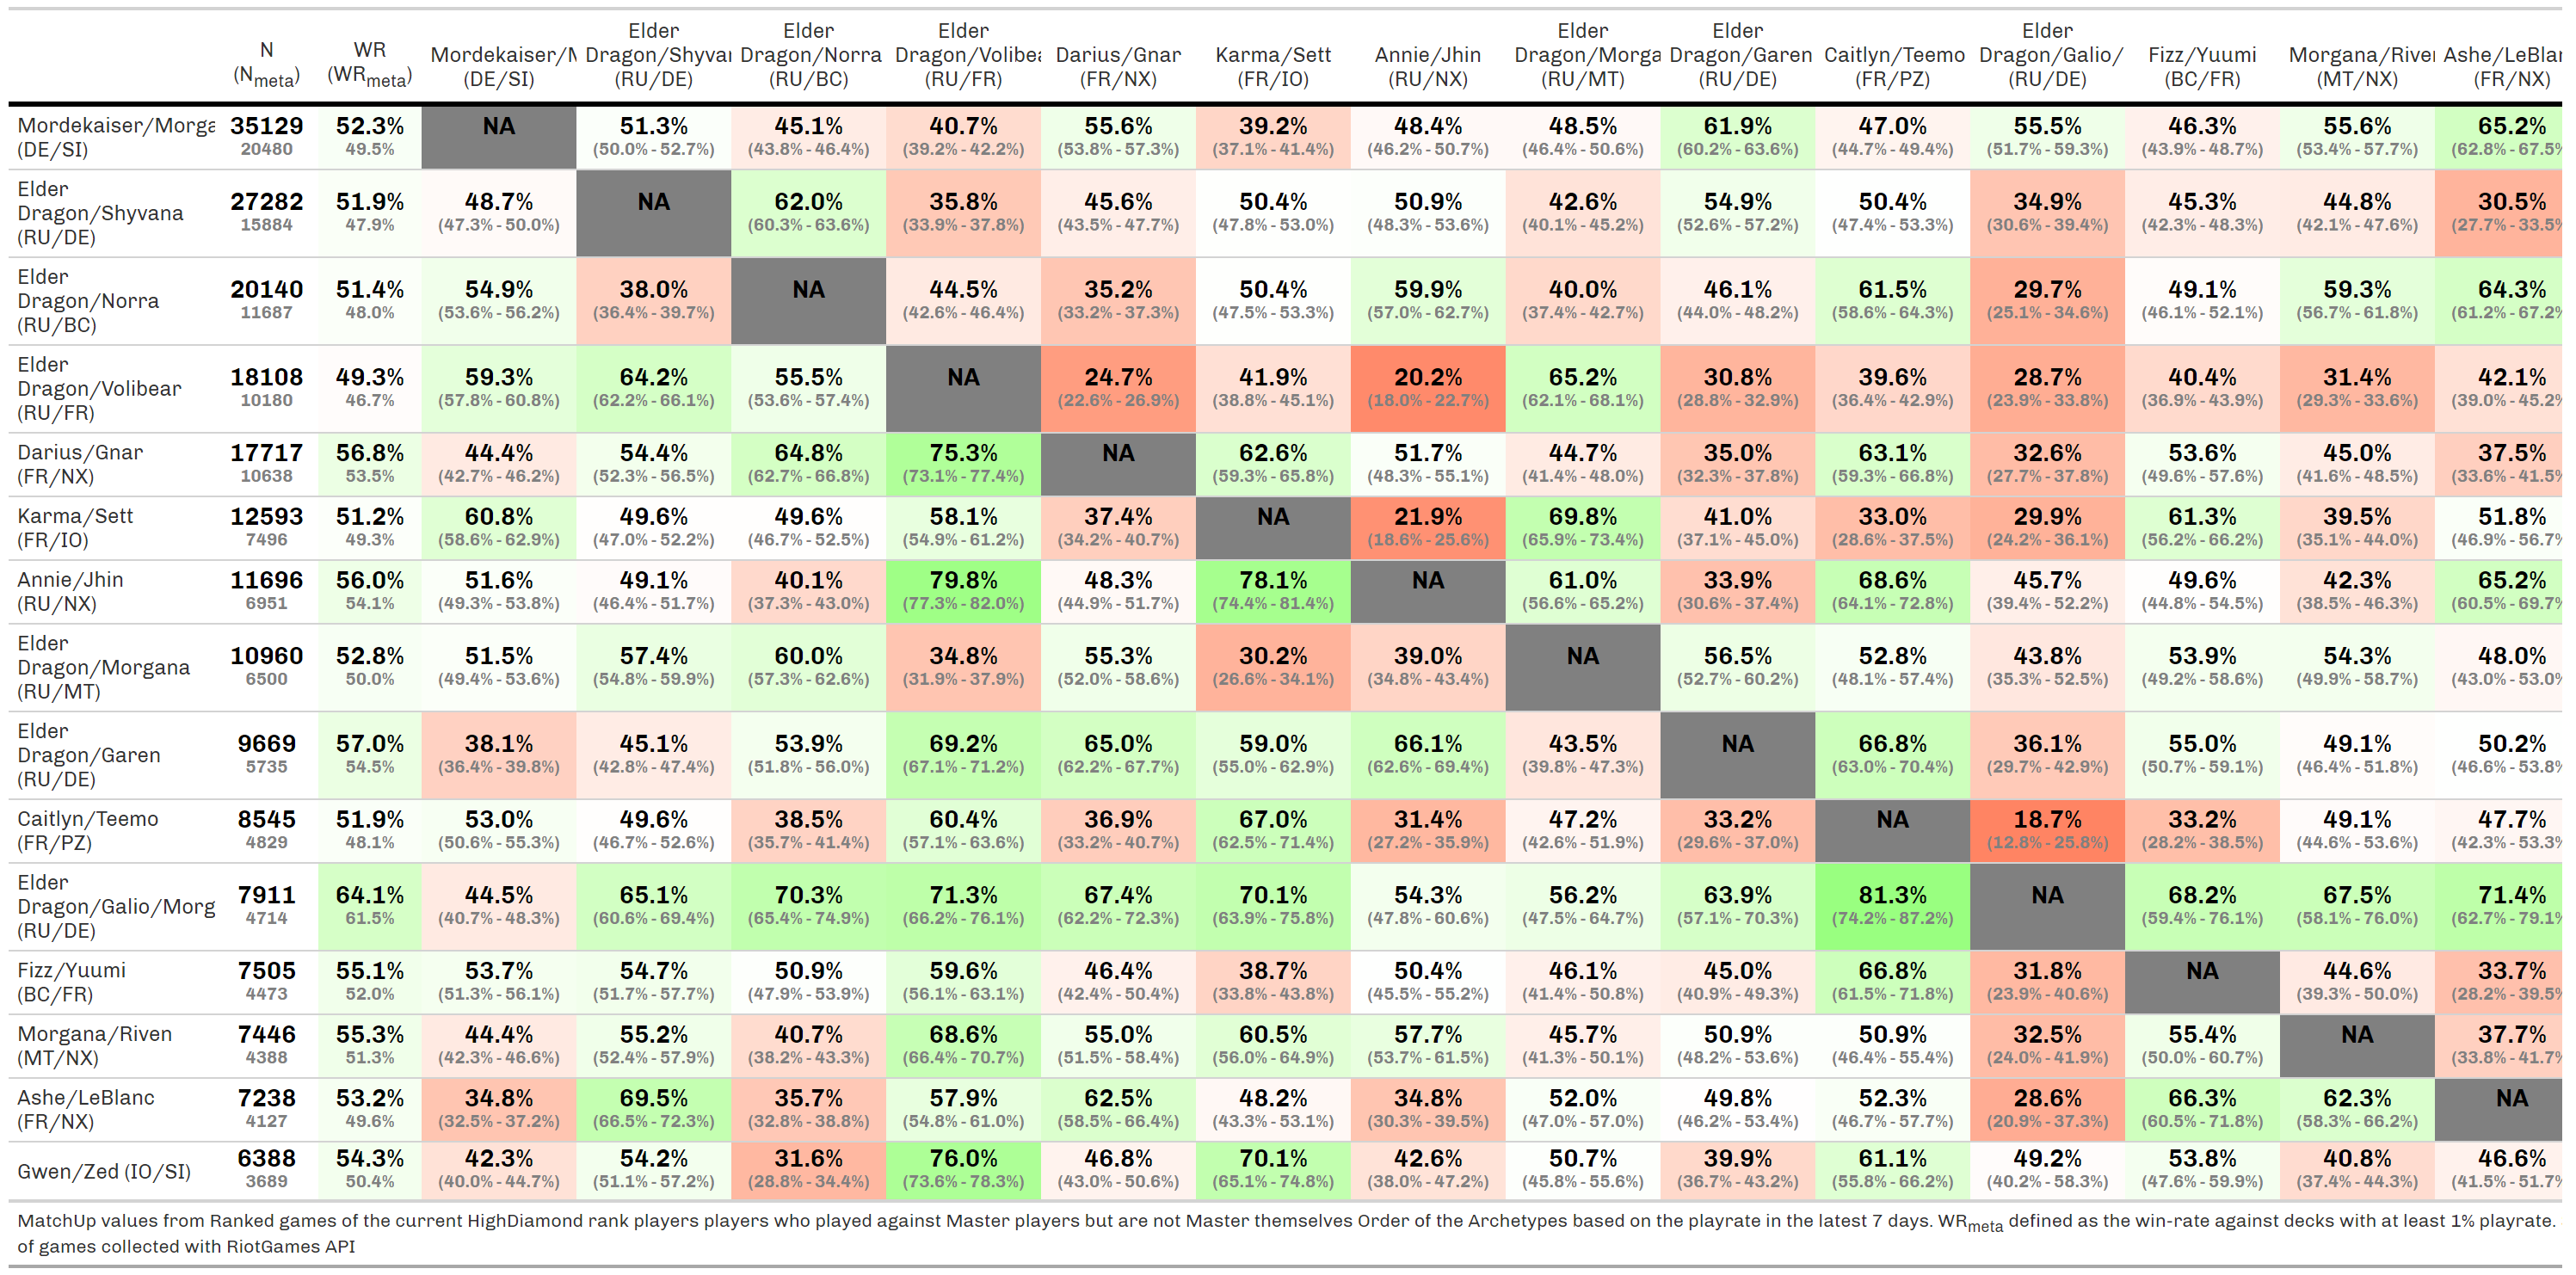 N (N meta) WR (WR meta) Mordekaiser/M (DE/SI) Elder Dragon/Shyvar (RU/DE) Elder Dragon/Norra (RU/BC) Elder Dragon/Volibea (RU/FR) Darius/Gnar (FR/NX) Karma/Sett (FR/IO) Annie/Jhin (RU/NX) Elder Dragon/Morga (RU/MT) Elder Dragon/Garen (RU/DE) Caitlyn/Teemo (FR/PZ) Elder Dragon/Galio/ (RU/DE) Fizz/Yuumi (BC/FR) Morgana/River (MT/NX) Ashe/LeBlar (FR/NX)
Mordekaiser/Morga 35129 52.3% NA 51.3% 45.1% 40.7% 55.6% 39.2% 48.4% 48.5% 61.9% 47.0% 55.5% 46.3% 55.6% 65.2%
(DE/SI) 20480 49.5% (50.0% - 52.7%) (43.8% - 46.4%) (39.2% - 42.2%) (53.8% - 57.3%) (37.1% - 41.4%) (46.2% - 50.7%) (46.4% - 50.6%) (60.2% - 63.6%) (44.7% - 49.4%) (51.7% - 59.3%) (43.9% - 48.7%) (53.4% - 57.7%) (62.8% - 67.5%
Elder
Dragon/Shyvana 27282 51.9% 48.7% NA 62.0% 35.8% 45.6% 50.4% 50.9% 42.6% 54.9% 50.4% 34.9% 45.3% 44.8% 30.5%
(RU/DE) 15884 47.9% (47.3% - 50.0%) (60.3% - 63.6%) (33.9% - 37.8%) (43.5% - 47.7%) (47.8% - 53.0%) (48.3% - 53.6%) (40.1% - 45.2%) (52.6% - 57.2%) (47.4% - 53.3%) (30.6% - 39.4%) (42.3% - 48.3%) (42.1% - 47.6%) (27.7% - 33.5%
Elder
Dragon/Norra 20140 51.4% 54.9% 38.0% NA 44.5% 35.2% 50.4% 59.9% 40.0% 46.1% 61.5% 29.7% 49.1% 59.3% 64.3%
(RU/BC) 11687 48.0% (53.6% - 56.2%) (36.4% - 39.7%) (42.6% - 46.4%) (33.2% - 37.3%) (47.5% - 53.3%) (57.0% - 62.7%) (37.4% - 42.7%) (44.0% - 48.2%) (58.6% - 64.3%) (25.1% - 34.6%) (46.1% - 52.1%) (56.7% - 61.8%) (61.2% - 67.2%
Elder
Dragon/Volibear 18108 49.3% 59.3% 64.2% 55.5% NA 24.7% 41.9% 20.2% 65.2% 30.8% 39.6% 28.7% 40.4% 31.4% 42.1%
(RU/FR) 10180 46.7% (57.8% - 60.8%) (62.2% - 66.1%) (53.6% - 57.4%) (22.6% - 26.9%) (38.8% - 45.1%) (18.0% - 22.7%) (62.1% - 68.1%) (28.8% - 32.9%) (36.4% - 42.9%) (23.9% - 33.8%) (36.9% - 43.9%) (29.3% - 33.6%) (39.0% - 45.2%
Darius/Gnar 17717 56.8% 44.4% 54.4% 64.8% 75.3% NA 62.6% 51.7% 44.7% 35.0% 63.1% 32.6% 53.6% 45.0% 37.5%
(FR/NX) 10638 53.5% (42.7% - 46.2%) (52.3% - 56.5%) (62.7% - 66.8%) (73.1% - 77.4%) (59.3% - 65.8%) (48.3% - 55.1%) (41.4% - 48.0%) (32.3% - 37.8%) (59.3% - 66.8%) (27.7% - 37.8%) (49.6% - 57.6%) (41.6% - 48.5%) (33.6% - 41.5%
Karma/Sett 12593 51.2% 60.8% 49.6% 49.6% 58.1% 37.4% NA 21.9% 69.8% 41.0% 33.0% 29.9% 61.3% 39.5% 51.8%
(FR/IO) 7496 49.3% (58.6% - 62.9%) (47.0% - 52.2%) (46.7% - 52.5%) (54.9% - 61.2%) (34.2% - 40.7%) (18.6% - 25.6%) (65.9% - 73.4%) (37.1% - 45.0%) (28.6% - 37.5%) (24.2% - 36.1%) (56.2% - 66.2%) (35.1% - 44.0%) (46.9% - 56.7%
Annie/Jhin 11696 56.0% 51.6% 49.1% 40.1% 79.8% 48.3% 78.1% NA 61.0% 33.9% 68.6% 45.7% 49.6% 42.3% 65.2%
(RU/NX) 6951 54.1% (49.3% - 53.8%) (46.4% - 51.7%) (37.3% - 43.0%) (77.3% - 82.0%) (44.9% - 51.7%) (74.4% - 81.4%) (56.6% - 65.2%) (30.6% - 37.4%) (64.1% - 72.8%) (39.4% - 52.2%) (44.8% - 54.5%) (38.5% - 46.3%) (60.5% - 69.7%
Elder
Dragon/Morgana 10960 52.8% 51.5% 57.4% 60.0% 34.8% 55.3% 30.2% 39.0% NA 56.5% 52.8% 43.8% 53.9% 54.3% 48.0%
(RU/MT) 6500 50.0% (49.4% - 53.6%) (54.8% - 59.9%) (57.3% - 62.6%) (31.9% - 37.9%) (52.0% - 58.6%) (26.6% - 34.1%) (34.8% - 43.4%) (52.7% - 60.2%) (48.1% - 57.4%) (35.3% - 52.5%) (49.2% - 58.6%) (49.9% - 58.7%) (43.0% - 53.0%
Elder
Dragon/Garen 9669 57.0% 38.1% 45.1% 53.9% 69.2% 65.0% 59.0% 66.1% 43.5% NA 66.8% 36.1% 55.0% 49.1% 50.2%
(RU/DE) 5735 54.5% (36.4% - 39.8%) (42.8% - 47.4%) (51.8% - 56.0%) (67.1% - 71.2%) (62.2% - 67.7%) (55.0% - 62.9%) (62.6% - 69.4%) (39.8% - 47.3%) (63.0% - 70.4%) (29.7% - 42.9%) (50.7% - 59.1%) (46.4% - 51.8%) (46.6% - 53.8%
Caitlyn/Teemo 8545 51.9% 53.0% 49.6% 38.5% 60.4% 36.9% 67.0% 31.4% 47.2% 33.2% NA 18.7% 33.2% 49.1% 47.7%
(FR/PZ) 4829 48.1% (50.6% - 55.3%) (46.7% - 52.6%) (35.7% - 41.4%) (57.1% - 63.6%) (33.2% - 40.7%) (62.5% - 71.4%) (27.2% - 35.9%) (42.6% - 51.9%) (29.6% - 37.0%) (12.8% - 25.8%) (28.2% - 38.5%) (44.6% - 53.6%) (42.3% - 53.3%
Elder
Dragon/Galio/Morg 7911 64.1% 44.5% 65.1% 70.3% 71.3% 67.4% 70.1% 54.3% 56.2% 63.9% 81.3% NA 68.2% 67.5% 71.4%
(RU/DE) 4714 61.5% (40.7% - 48.3%) (60.6% - 69.4%) (65.4% - 74.9%) (66.2% - 76.1%) (62.2% - 72.3%) (63.9% - 75.8%) (47.8% - 60.6%) (47.5% - 64.7%) (57.1% - 70.3%) (74.2% - 87.2%) (59.4% - 76.1%) (58.1% - 76.0%) (62.7% - 79.1%
Fizz/Yuumi 7505 55.1% 53.7% 54.7% 50.9% 59.6% 46.4% 38.7% 50.4% 46.1% 45.0% 66.8% 31.8% NA 44.6% 33.7%
(BC/FR) 4473 52.0% (51.3% - 56.1%) (51.7% - 57.7%) (47.9% - 53.9%) (56.1% - 63.1%) (42.4% - 50.4%) (33.8% - 43.8%) (45.5% - 55.2%) (41.4% - 50.8%) (40.9% - 49.3%) (61.5% - 71.8%) (23.9% - 40.6%) (39.3% - 50.0%) (28.2% - 39.5%
Morgana/Riven 7446 55.3% 44.4% 55.2% 40.7% 68.6% 55.0% 60.5% 57.7% 45.7% 50.9% 50.9% 32.5% 55.4% NA 37.7%
(MT/NX) 4388 51.3% (42.3% - 46.6%) (52.4% - 57.9%) (38.2% - 43.3%) (66.4% - 70.7%) (51.5% - 58.4%) (56.0% - 64.9%) (53.7% - 61.5%) (41.3% - 50.1%) (48.2% - 53.6%) (46.4% - 55.4%) (24.0% - 41.9%) (50.0% - 60.7%) (33.8% - 41.7%
Ashe/LeBlanc 7238 53.2% 34.8% 69.5% 35.7% 57.9% 62.5% 48.2% 34.8% 52.0% 49.8% 52.3% 28.6% 66.3% 62.3% NA
(FR/NX) 4127 49.6% (32.5% - 37.2%) (66.5% - 72.3%) (32.8% - 38.8%) (54.8% - 61.0%) (58.5% - 66.4%) (43.3% - 53.1%) (30.3% - 39.5%) (47.0% - 57.0%) (46.2% - 53.4%) (46.7% - 57.7%) (20.9% - 37.3%) (60.5% - 71.8%) (58.3% - 66.2%)
Gwen/Zed (IO/SI) 6388 54.3% 42.3% 54.2% 31.6% 76.0% 46.8% 70.1% 42.6% 50.7% 39.9% 61.1% 49.2% 53.8% 40.8% 46.6%
3689 50.4% (40.0% - 44.7%) (51.1% - 57.2%) (28.8% - 34.4%) (73.6% - 78.3%) (43.0% - 50.6%) (65.1% - 74.8%) (38.0% - 47.2%) (45.8% - 55.6%) (36.7% - 43.2%) (55.8% - 66.2%) (40.2% - 58.3%) (47.6% - 59.9%) (37.4% - 44.3%) (41.5% - 51.7%
MatchUp values from Ranked games of the current HighDiamond rank players players who played against Master players but are not Master themselves Order of the Archetypes based on the playrate in the latest 7 days. WR meta defined as the win-rate against decks with at least 1% playrate.
of games collected with RiotGames API